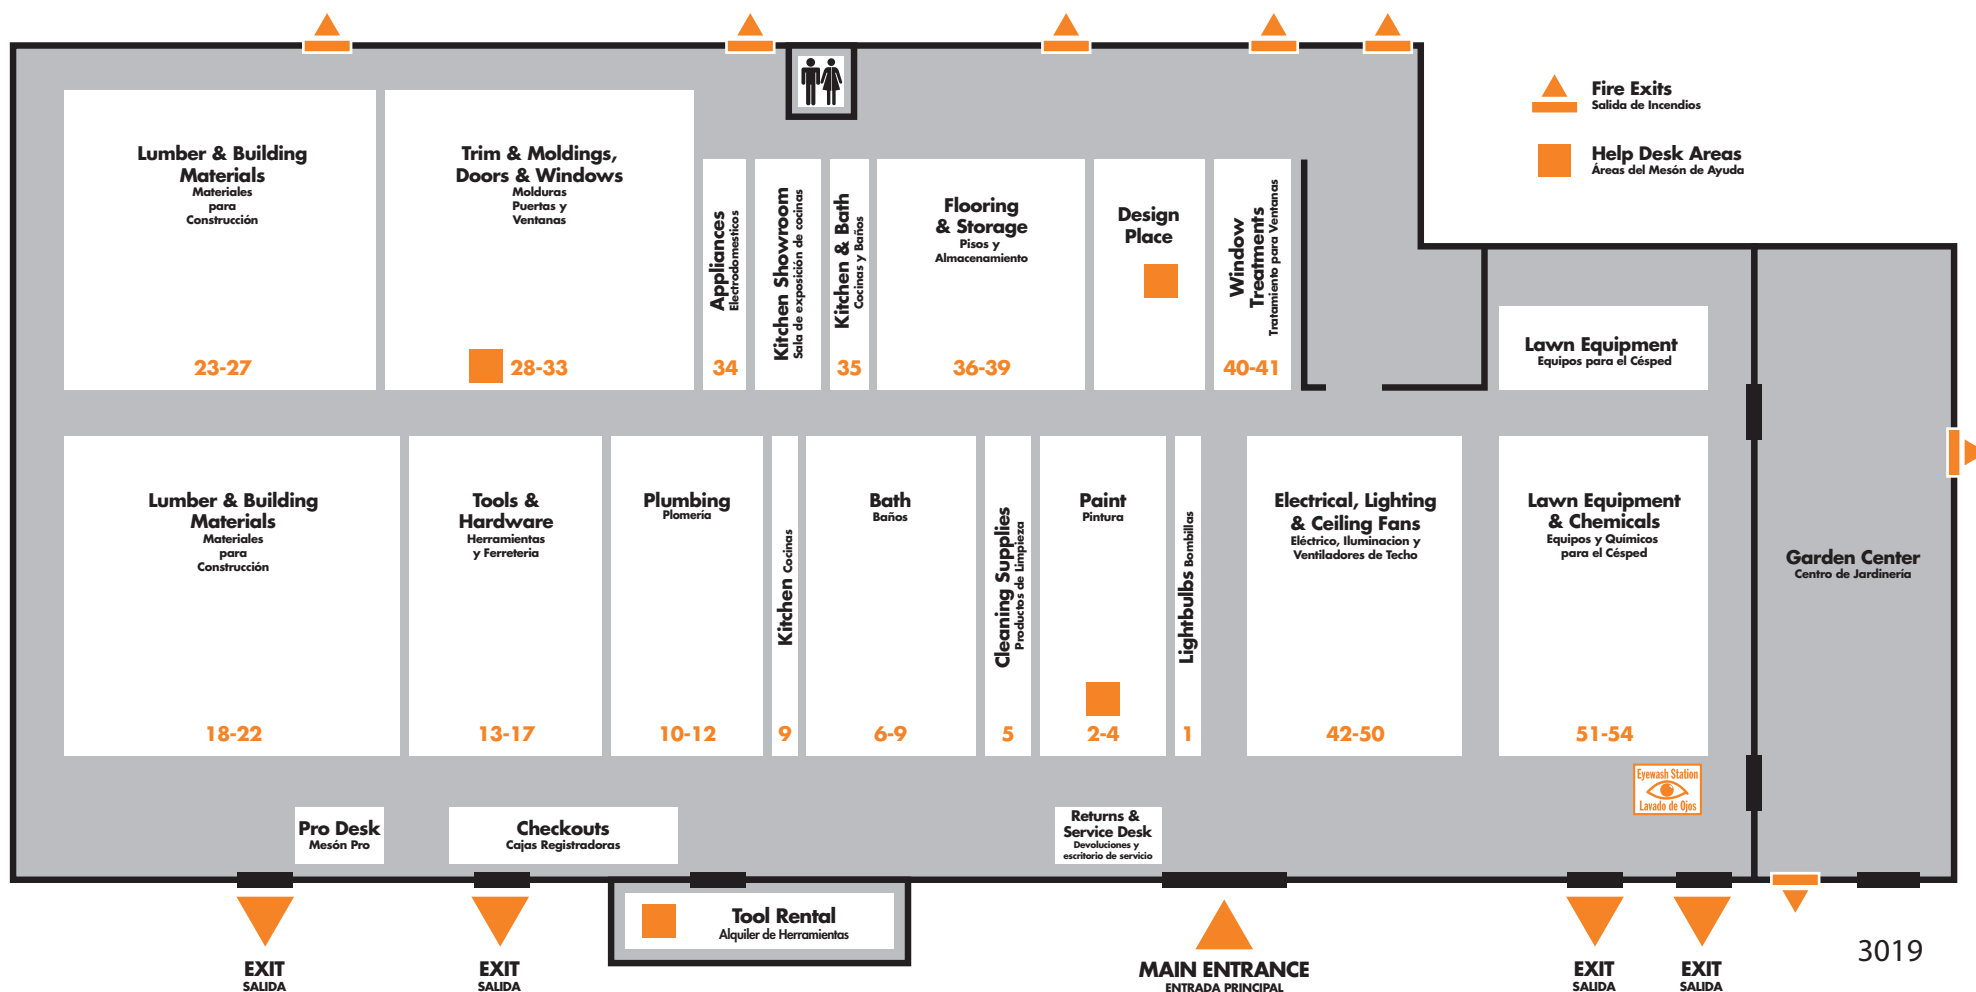 Fire Exits
Salida de Incendios
Help Desk Areas
Áreas del Mesón de Ayuda
Lumber & Building
Materials
Materiales
para
Construcción
23-27
Trim & Moldings,
Doors & Windows
Molduras
Puertas y
Ventanas
28-33
Appliances
Electrodomesticos
34
Kitchen Showroom
Sala de exposición de cocinas
Kitchen & Bath
Cocinas y Baños
35
Flooring
& Storage
Pisos y
Almacenamiento
36-39
Design
Place
Window
Treatments
Tratamiento para Ventanas
40-41
Lawn Equipment
Equipos para el Césped
Lumber & Building
Materials
Materiales
para
Construcción
18-22
Tools &
Hardware
Herramientas
y Ferreteria
13-17
Plumbing
Plomería
10-12
Kitchen Cocinas
9
Bath
Baños
6-9
Cleaning Supplies
Productos de Limpieza
5
Paint
Pintura
2-4
Lightbulbs Bombillas
1
Electrical, Lighting
& Ceiling Fans
Eléctrico, Iluminacion y
Ventiladores de Techo
42-50
Lawn Equipment
& Chemicals
Equipos y Químicos
para el Césped
51-54
Garden Center
Centro de Jardinería
Eyewash Station
Lavado de Ojos
Pro Desk
Mesón Pro
Checkouts
Cajas Registradoras
Returns &
Service Desk
Devoluciones y
escritorio de servicio
Tool Rental
Alquiler de Herramientas
EXIT
SALIDA
EXIT
SALIDA
MAIN ENTRANCE
ENTRADA PRINCIPAL
EXIT
SALIDA
EXIT
SALIDA
3019